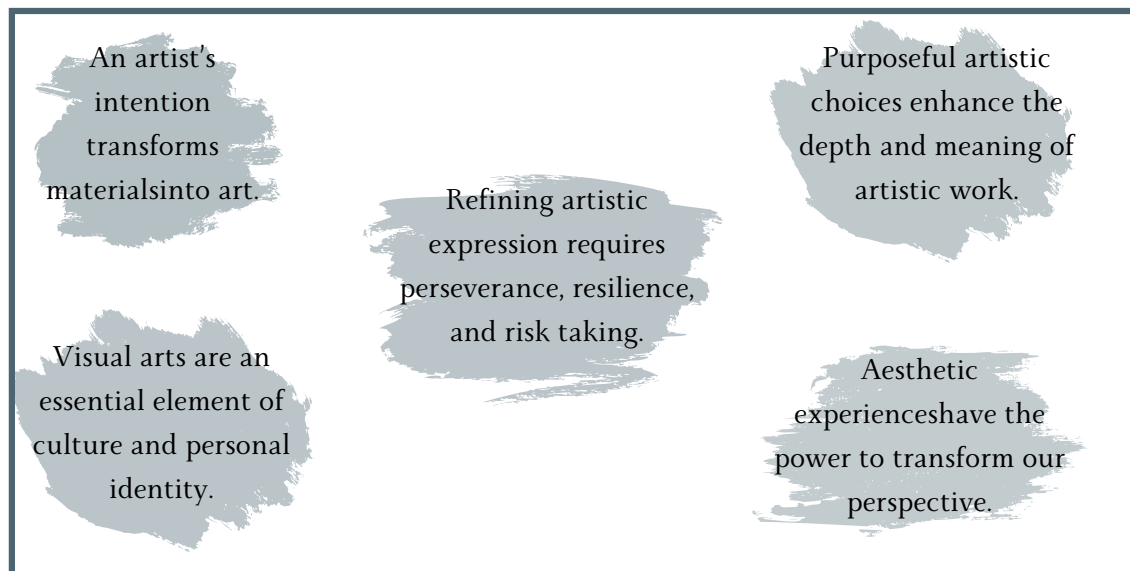 An artist's
intention
transforms
materialsinto art.
Purposeful artistic
choices enhance the
depth and meaning of
artistic work.
Refining artistic
expression requires
perseverance, resilience,
and risk taking.
Visual arts are an
essential element of
culture and personal
identity.
Aesthetic
experienceshave the
power to transform our
perspective.